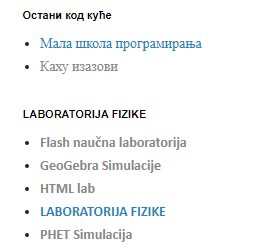 Остани код куће
Мала школа програмирања
Каху изазови
LABORATORIJA FIZIKE
Flash naučna laboratorija
GeoGebra Simulacije
HTML lab
LABORATORIJA FIZIKE
PHET Simulacija